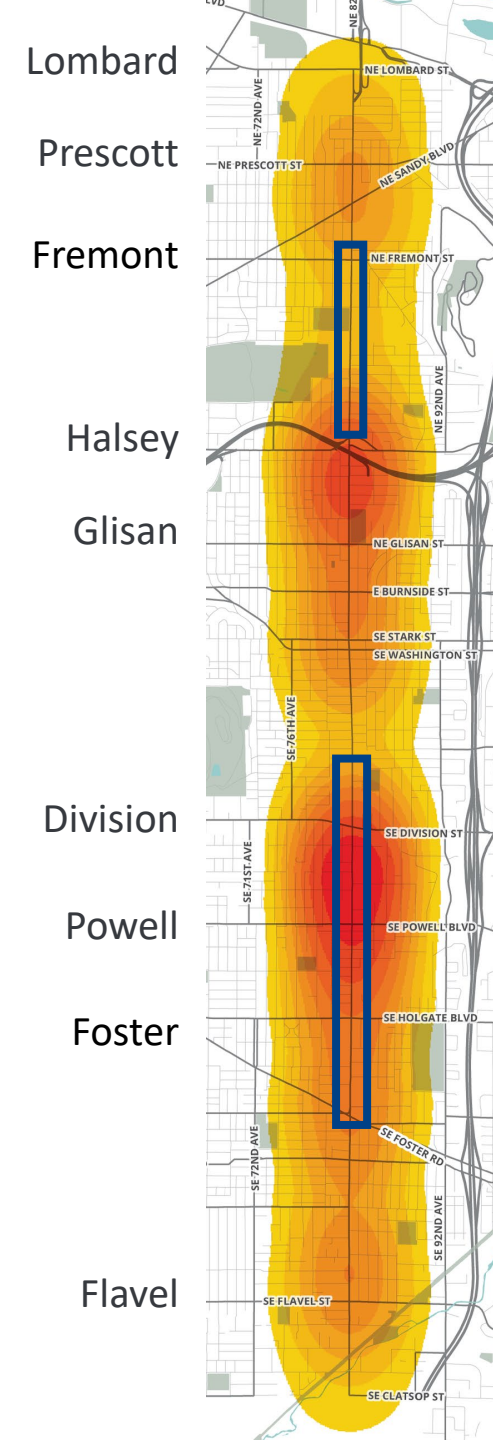 LVD
NE 82
Lombard
NE LOMBARD ST
NE 72ND AVE
Prescott
NE PRESCOTT ST
NE SANDY BLVD
Fremont
NE FREMONT ST
NE 92ND AVE
Halsey
Glisan
NE GLISAN ST
E BURNSIDE ST
SE STARK ST
SE WASHINGTON ST
SE 76TH AVE
Division
SE DIVISION ST
SE 71ST AVE
Powell
SE POWELL BLVD
Foster
SE HOLGATE BLVD
SE FOSTER RD
SE 72ND AVE
SE 92ND AVE
Flavel
SE FLAVEL ST
SE CLATSOP ST